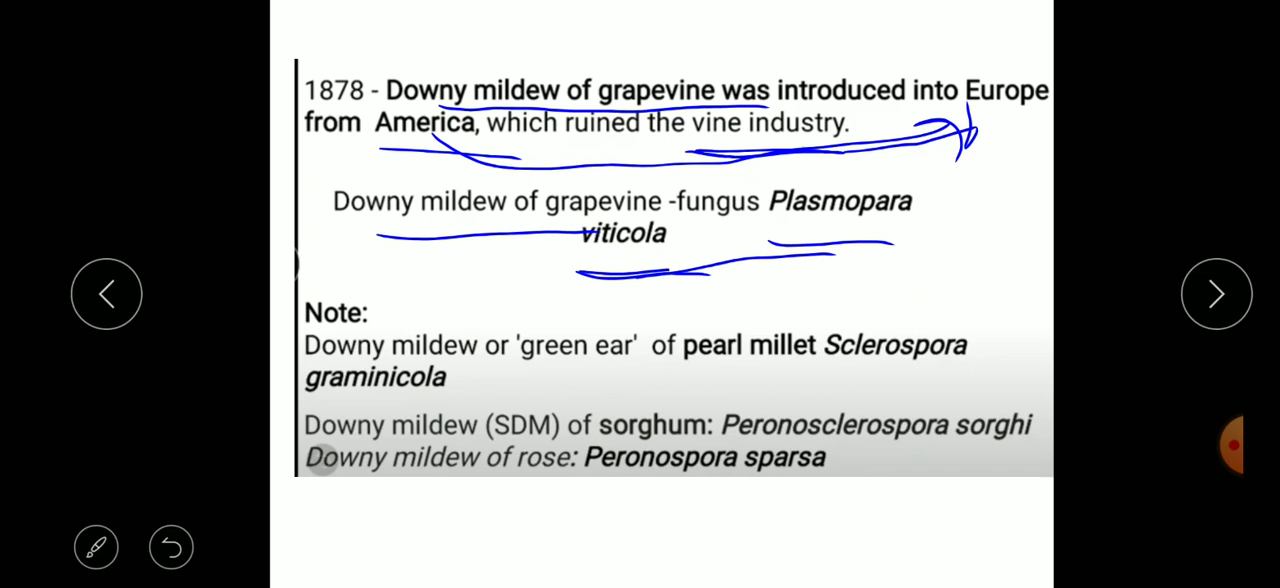 1878 - Downy mildew of grapevine was introduced into Europe
from America, which ruined the vine industry.
Downy mildew of grapevine -fungus Plasmopara
viticola
Note:
Downy mildew or 'green ear' of pearl millet Sclerospora
graminicola
Downy mildew (SDM) of sorghum: Peronosclerospora sorghi
Downy mildew of rose: Peronospora sparsa